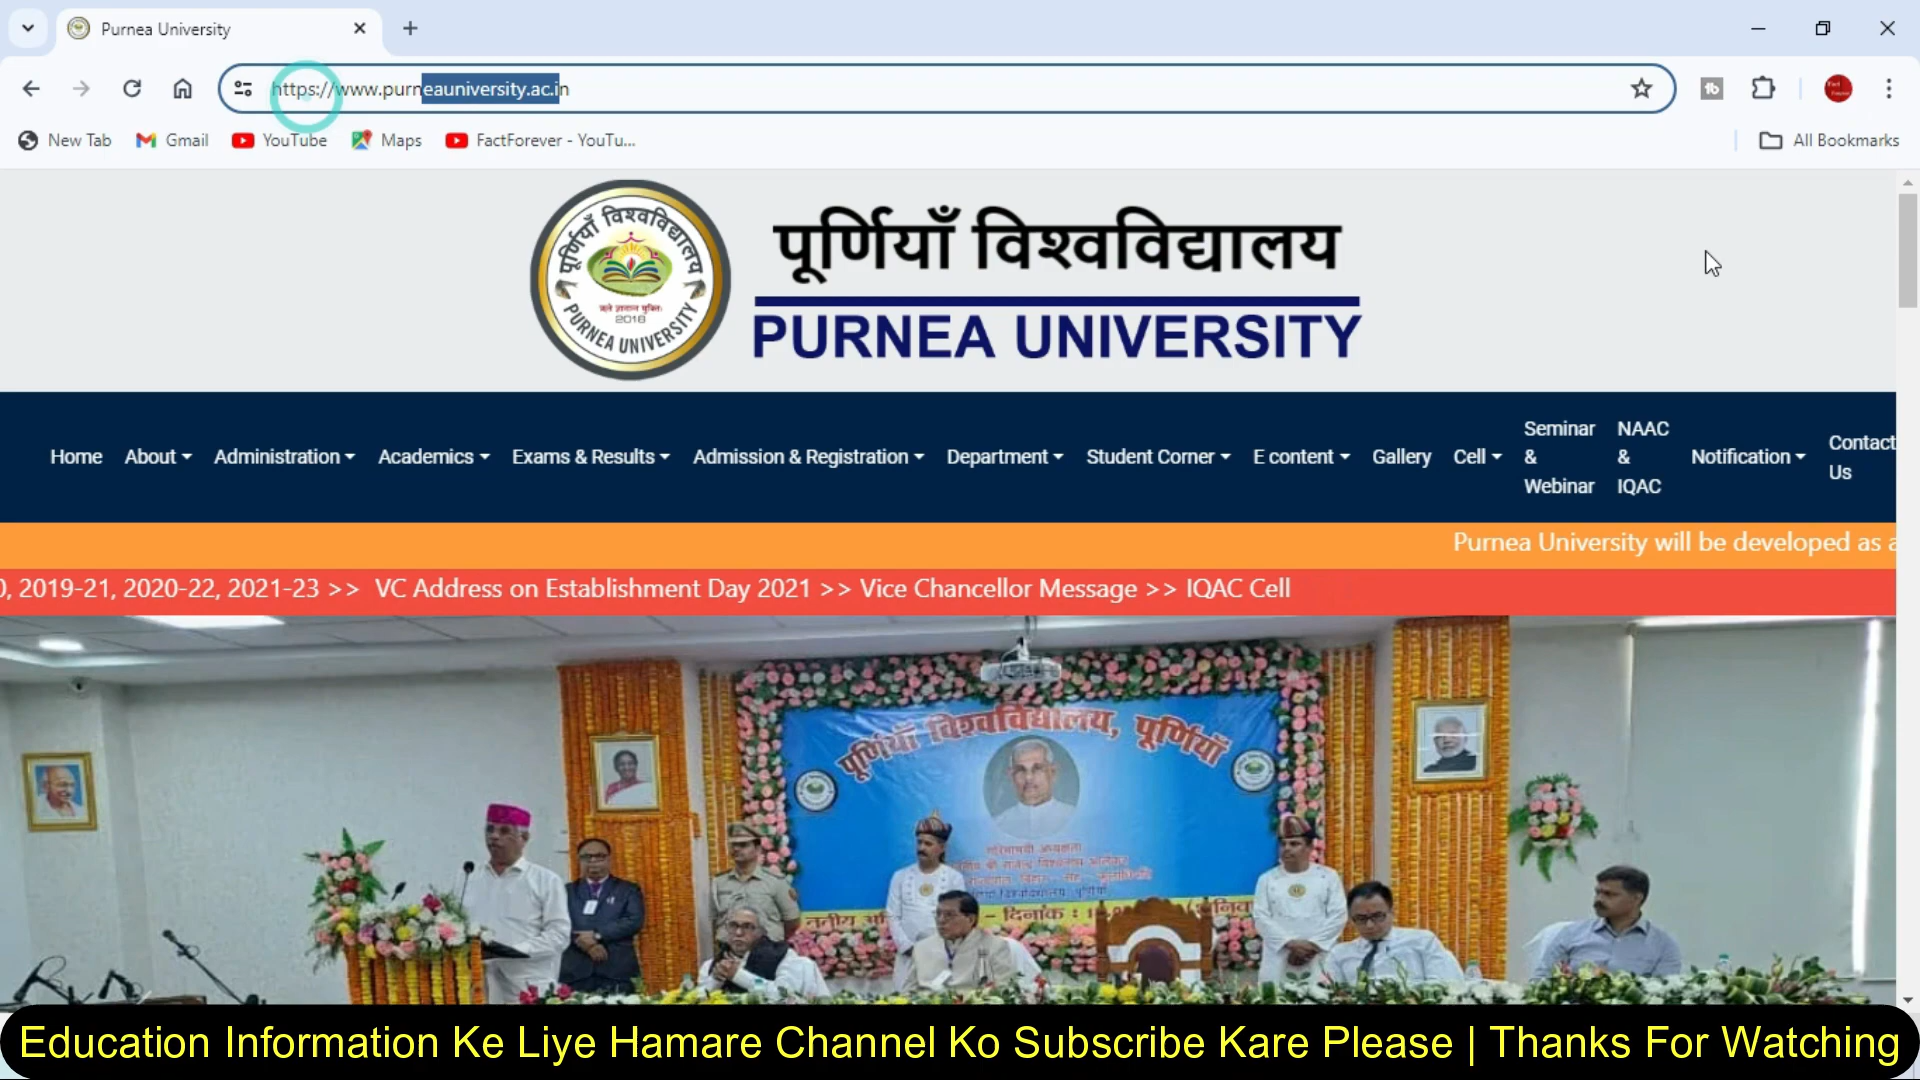 Purnea University
https://www.purneauniversity.ac.in
New Tab
Gmail
YouTube
Maps
FactForever - YouTu...
All Bookmarks
पूर्णियाँ विश्वविद्यालय
2018
PURNEA UNIVERSITY
पूर्णियाँ विश्वविद्यालय
PURNEA UNIVERSITY
Home
About
Administration
Academics
Exams & Results
Admission & Registration
Department
Student Corner
E content
Gallery
Cell
Seminar & Webinar
NAAC & IQAC
Notification
Contact Us
Purnea University will be developed as a
0, 2019-21, 2020-22, 2021-23 >> VC Address on Establishment Day 2021 >> Vice Chancellor Message >> IQAC Cell
पूर्णियाँ विश्वविद्यालय, पूर्णियाँ
Education Information Ke Liye Hamare Channel Ko Subscribe Kare Please | Thanks For Watching